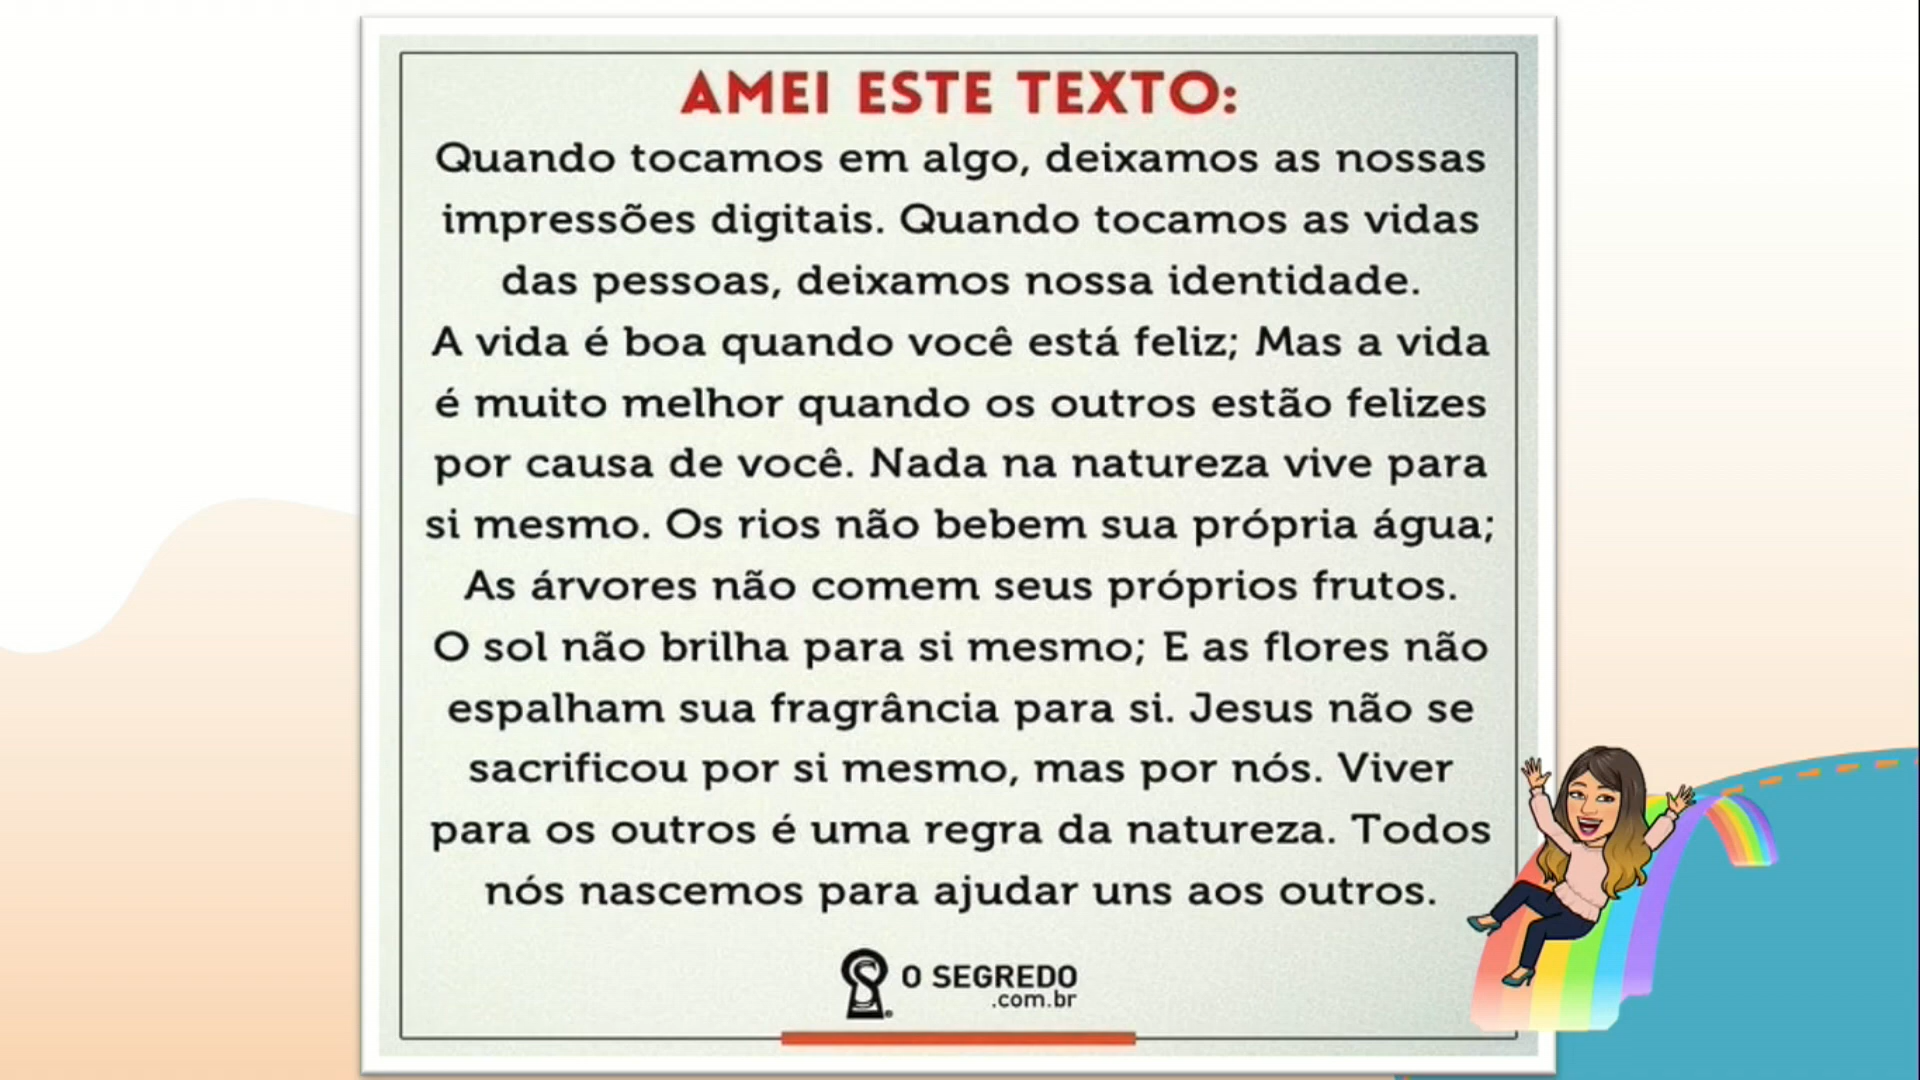 AMEI ESTE TEXTO:
Quando tocamos em algo, deixamos as nossas
impressões digitais. Quando tocamos as vidas
das pessoas, deixamos nossa identidade.
A vida é boa quando você está feliz; Mas a vida
é muito melhor quando os outros estão felizes
por causa de você. Nada na natureza vive para
si mesmo. Os rios não bebem sua própria água;
As árvores não comem seus próprios frutos.
O sol não brilha para si mesmo; E as flores não
espalham sua fragrância para si. Jesus não se
sacrificou por si mesmo, mas por nós. Viver
para os outros é uma regra da natureza. Todos
nós nascemos para ajudar uns aos outros.
O SEGREDO
.com.br